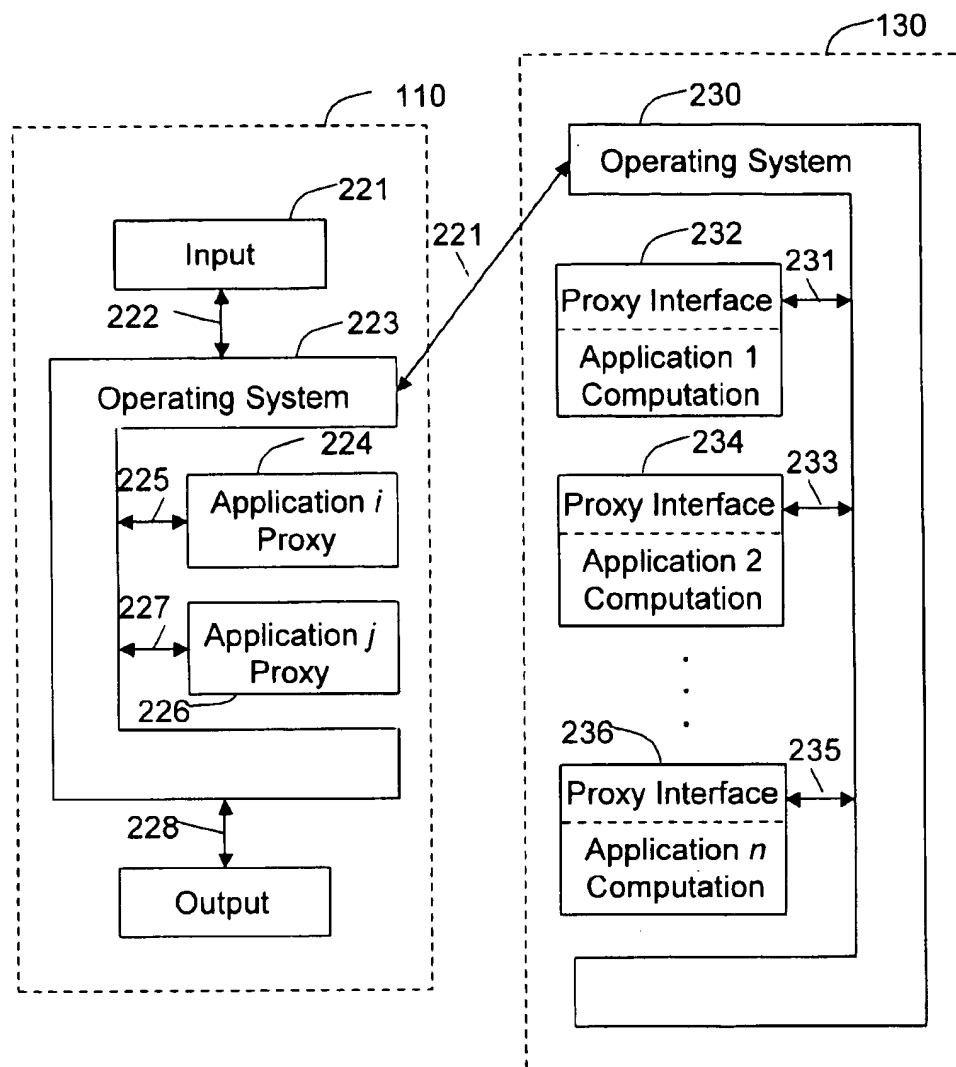 130
110
230
Operating System
221
Input
221
232
231
222
223
Proxy Interface
Application 1
Computation
Operating System
224
225
Application i
Proxy
234
233
Proxy Interface
Application 2
Computation
227
Application j
Proxy
226
.
.
.
236
235
Proxy Interface
Application n
Computation
228
Output